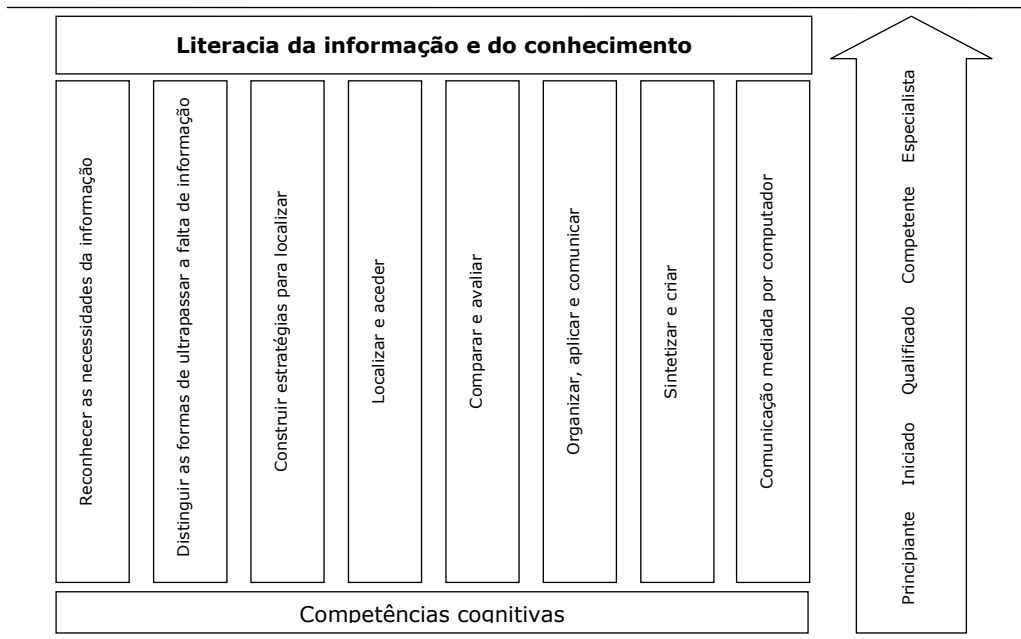 Literacia da informação e do conhecimento
Reconhecer as necessidades da informação
Distinguir as formas de ultrapassar a falta de informação
Construir estratégias para localizar
Localizar e aceder
Comparar e avaliar
Organizar, aplicar e comunicar
Sintetizar e criar
Comunicação mediada por computador
Competências cognitivas
Principiante Iniciado Qualificado Competente Especialista